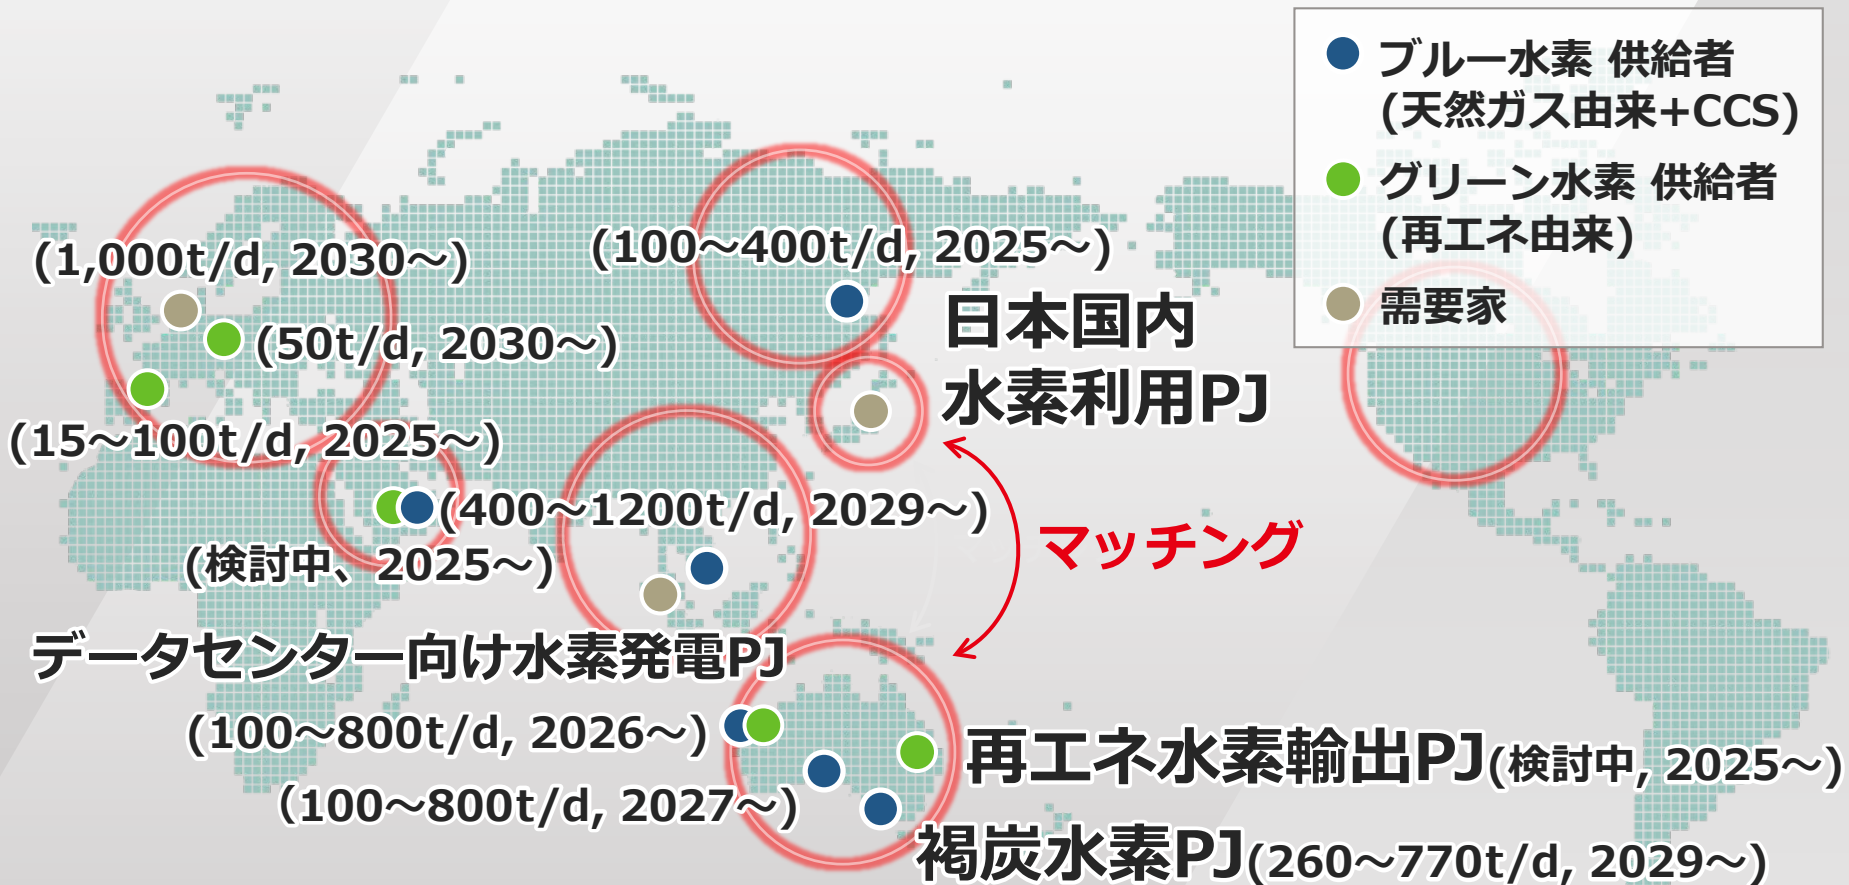 ブルー水素 供給者
(天然ガス由来+CCS)
グリーン水素 供給者
(再エネ由来)
需要家
(1,000t/d, 2030～)
(100～400t/d, 2025～)
(50t/d, 2030～)
日本国内
水素利用PJ
(15～100t/d, 2025～)
(400～1200t/d, 2029～)
(検討中、2025～)
マッチング
データセンター向け水素発電PJ
(100～800t/d, 2026～)
再エネ水素輸出PJ(検討中, 2025～)
(100～800t/d, 2027～)
褐炭水素PJ(260～770t/d, 2029～)